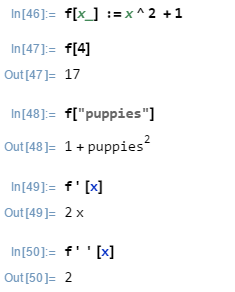 In[46]:= f[x_] := x^2 + 1
In[47]:= f[4]
Out[47]= 17
In[48]:= f["puppies"]
Out[48]= 1 + puppies²
In[49]:= f'[x]
Out[49]= 2 x
In[50]:= f''[x]
Out[50]= 2